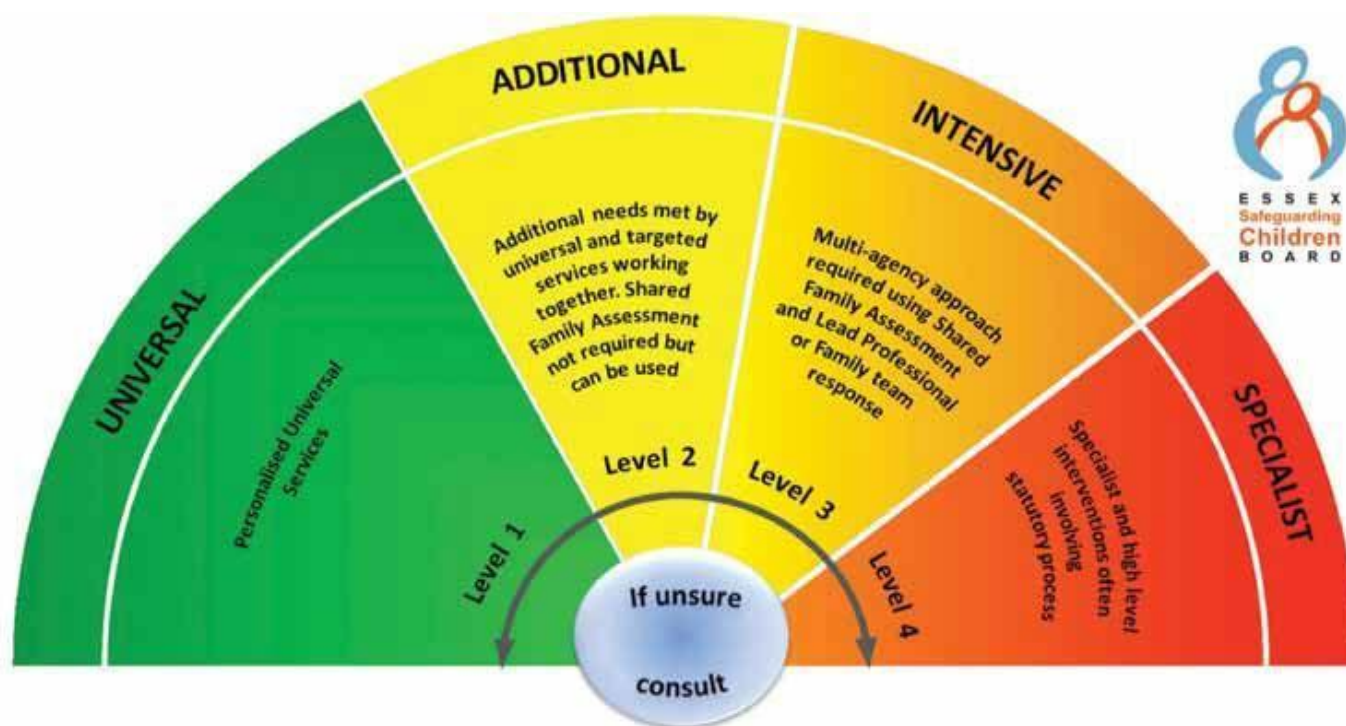 UNIVERSAL
Personalised Universal
Services
Level 1
ADDITIONAL
Additional needs met by
universal and targeted
services working
together. Shared
Family Assessment
not required but
can be used
Level 2
INTENSIVE
Multi-agency approach
required using Shared
Family Assessment
and Lead Professional
or Family team
response
Level 3
SPECIALIST
Specialist and high level
interventions often
involving
statutory process
Level 4
If unsure
consult
ESSEX
Safeguarding
Children
BOARD